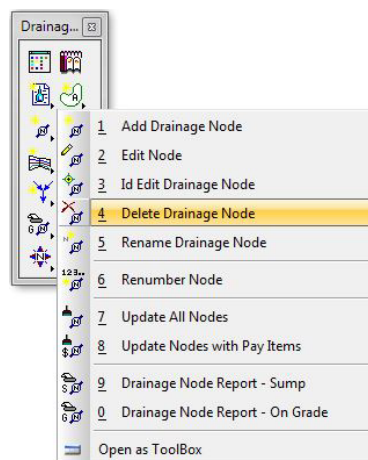 Drainag...
1 Add Drainage Node
2 Edit Node
3 Id Edit Drainage Node
4 Delete Drainage Node
5 Rename Drainage Node
6 Renumber Node
7 Update All Nodes
8 Update Nodes with Pay Items
9 Drainage Node Report - Sump
0 Drainage Node Report - On Grade
Open as ToolBox